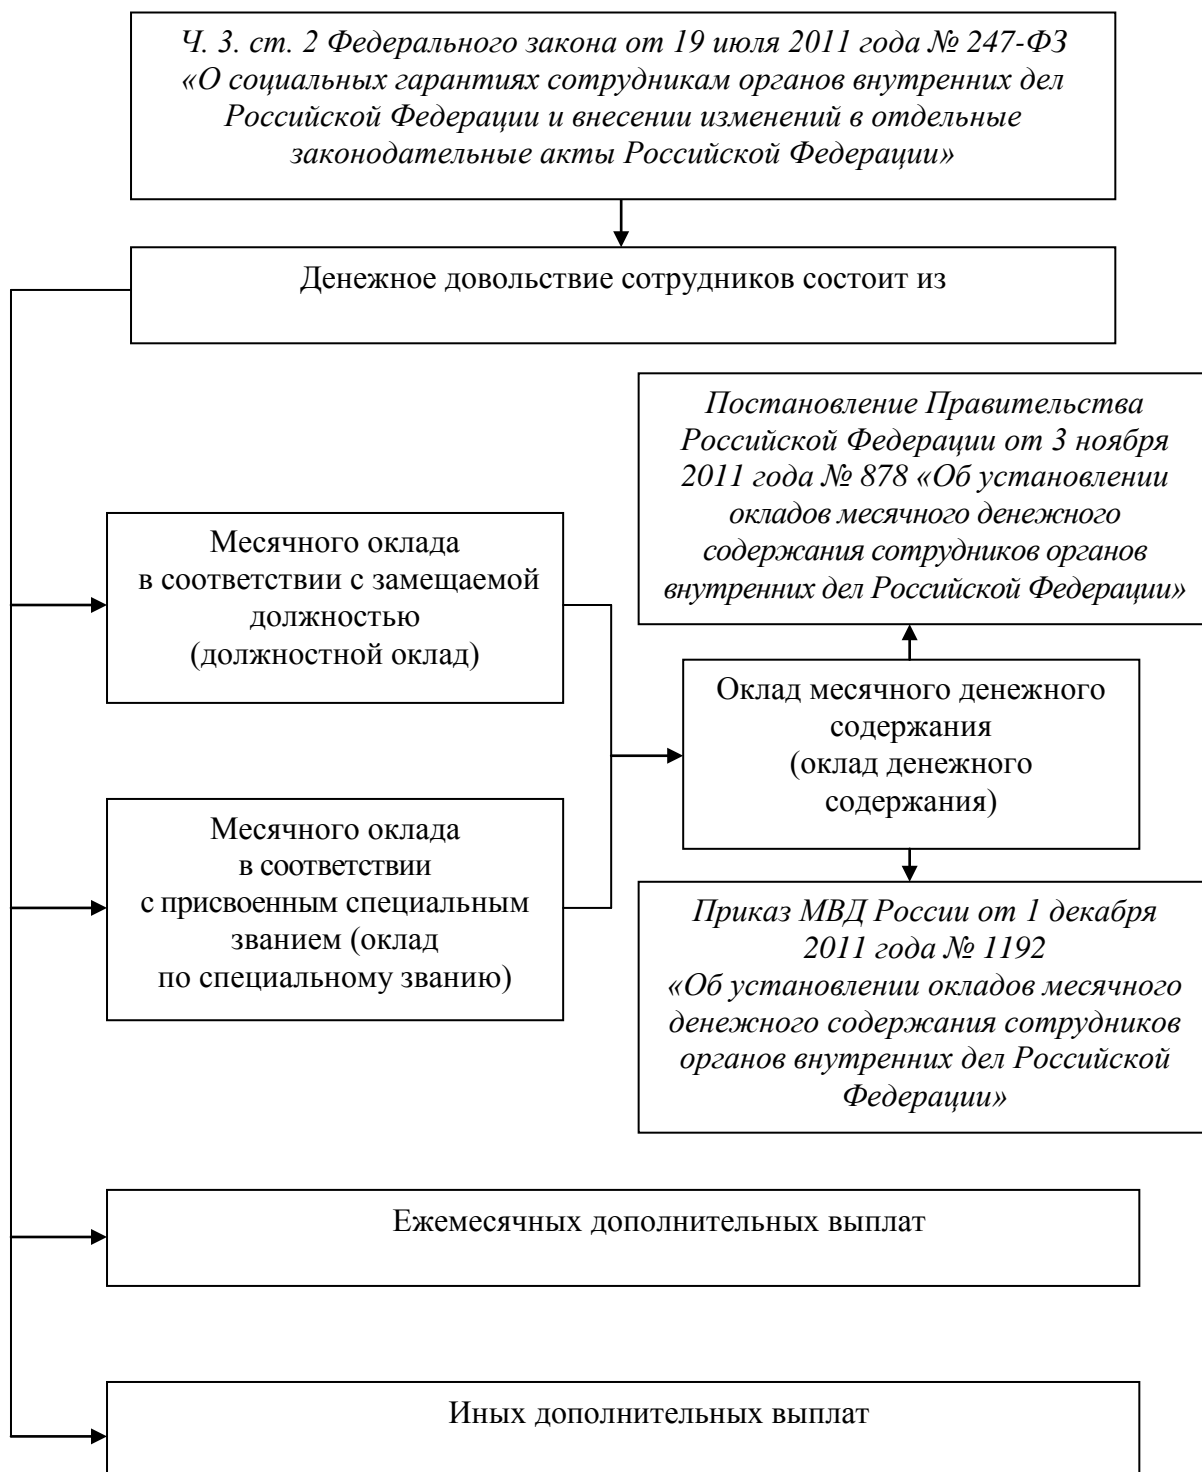 Ч. 3. ст. 2 Федерального закона от 19 июля 2011 года № 247-ФЗ
«О социальных гарантиях сотрудникам органов внутренних дел
Российской Федерации и внесении изменений в отдельные
законодательные акты Российской Федерации»
Денежное довольствие сотрудников состоит из
Постановление Правительства
Российской Федерации от 3 ноября
2011 года № 878 «Об установлении
окладов месячного денежного
содержания сотрудников органов
внутренних дел Российской Федерации»
Месячного оклада
в соответствии с замещаемой
должностью
(должностной оклад)
Оклад месячного денежного
содержания
(оклад денежного
содержания)
Месячного оклада
в соответствии
с присвоенным специальным
званием (оклад
по специальному званию)
Приказ МВД России от 1 декабря
2011 года № 1192
«Об установлении окладов месячного
денежного содержания сотрудников
органов внутренних дел Российской
Федерации»
Ежемесячных дополнительных выплат
Иных дополнительных выплат